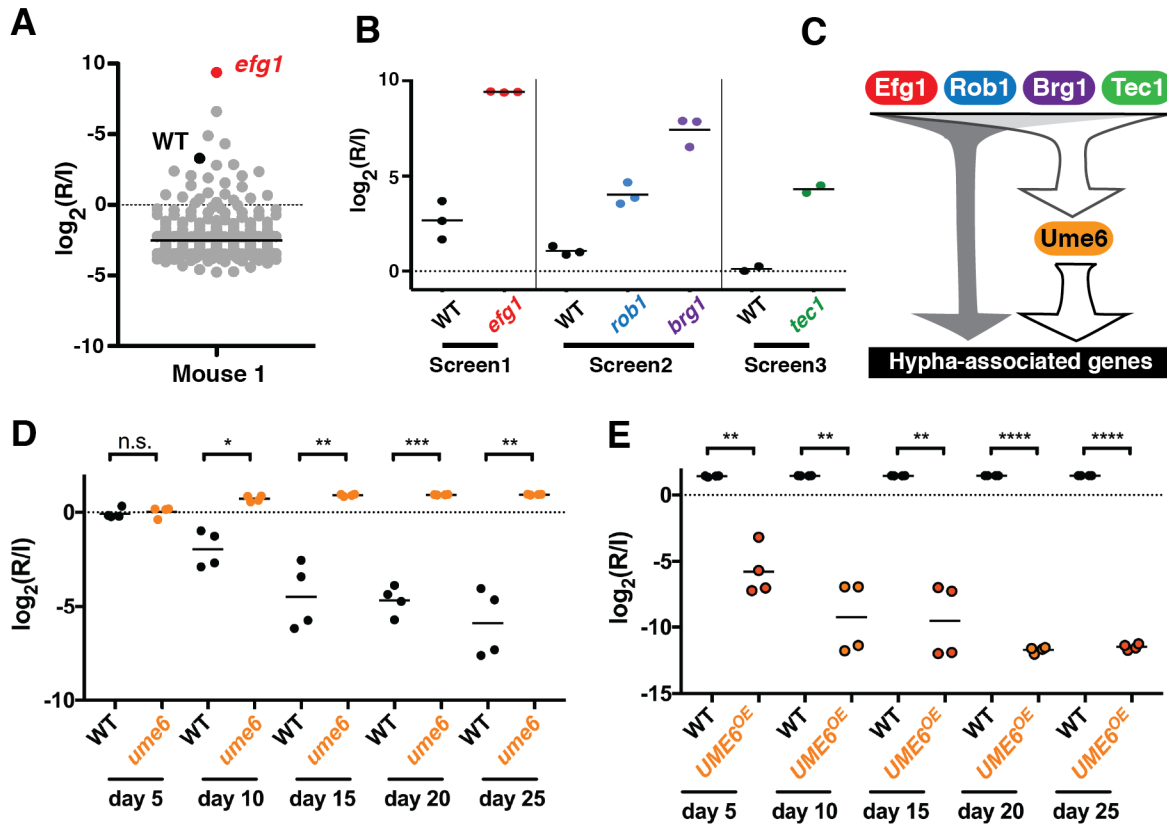 A
log2(R/I)
10
-5
0
-5
-10
efg1
WT
Mouse 1
B
log2(R/I)
10
5
0
WT
efg1
WT
rob1
brg1
WT
tec1
Screen1
Screen2
Screen3
C
Efg1 Rob1 Brg1 Tec1
Ume6
Hypha-associated genes
D
n.s. * ** *** **
log2(R/I)
0
-5
-10
WT
ume6
WT
ume6
WT
ume6
WT
ume6
WT
ume6
day 5 day 10 day 15 day 20 day 25
E
** ** ** **** ****
log2(R/I)
0
-5
-10
-15
WT
UME6OE
WT
UME6OE
WT
UME6OE
WT
UME6OE
WT
UME6OE
day 5 day 10 day 15 day 20 day 25